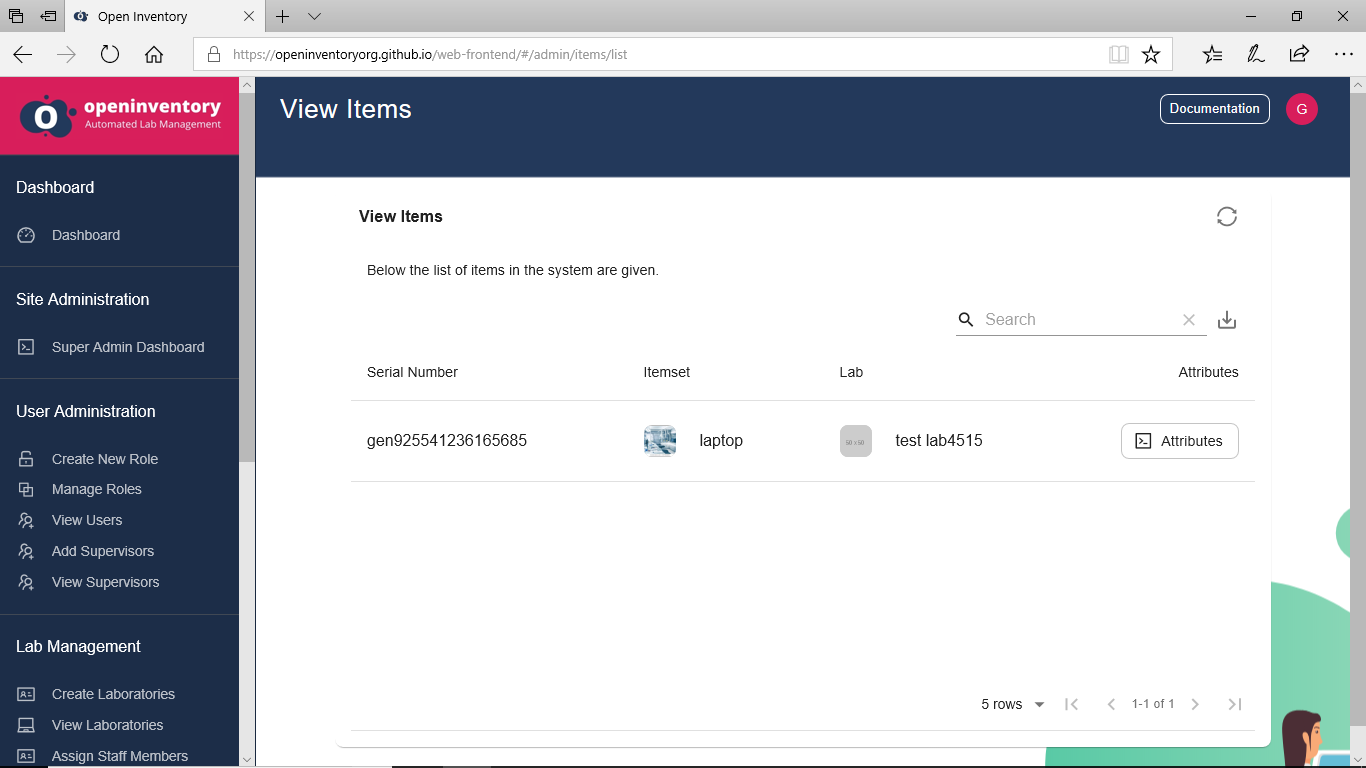 Open Inventory
https://openinventoryorg.github.io/web-frontend/#/admin/items/list
openinventory
Automated Lab Management
View Items
Documentation
G
Dashboard
Dashboard
Site Administration
Super Admin Dashboard
User Administration
Create New Role
Manage Roles
View Users
Add Supervisors
View Supervisors
Lab Management
Create Laboratories
View Laboratories
Assign Staff Members
View Items
Below the list of items in the system are given.
Search
Serial Number Itemset Lab Attributes
gen925541236165685 laptop 50 x 50 test lab4515 Attributes
5 rows 1-1 of 1